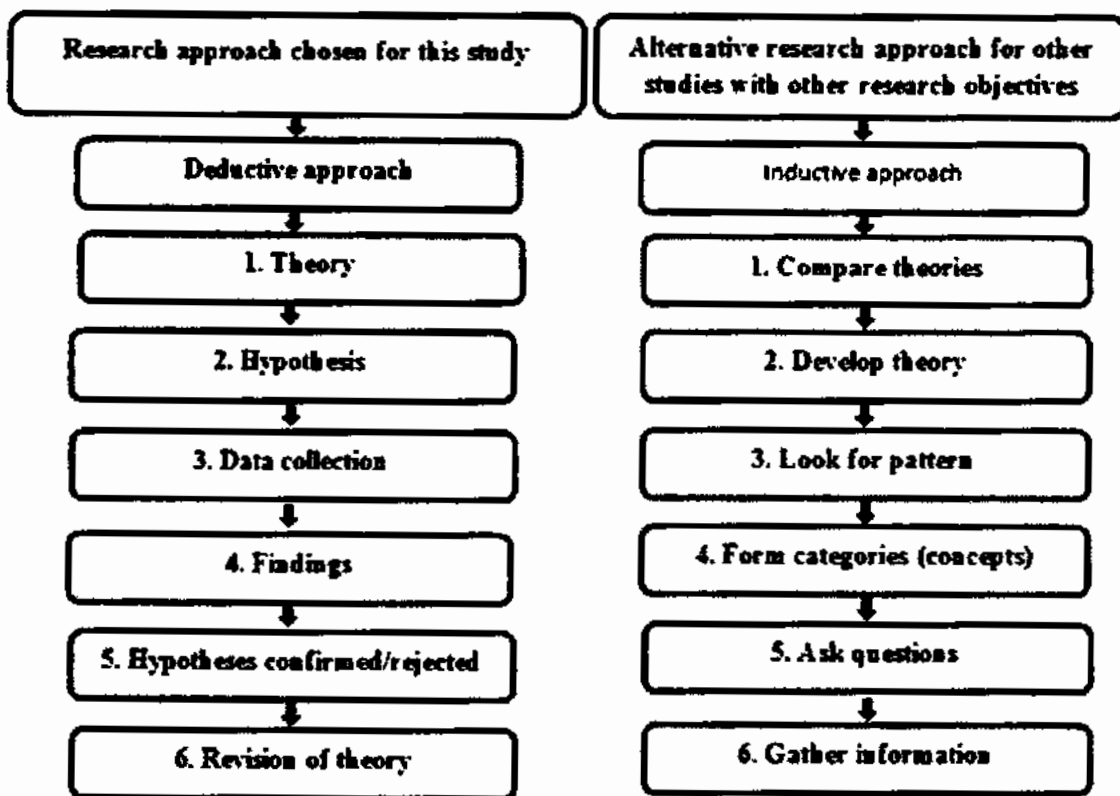 Research approach chosen for this study
Deductive approach
1. Theory
2. Hypothesis
3. Data collection
4. Findings
5. Hypotheses confirmed/rejected
6. Revision of theory
Alternative research approach for other
studies with other research objectives
Inductive approach
1. Compare theories
2. Develop theory
3. Look for pattern
4. Form categories (concepts)
5. Ask questions
6. Gather information